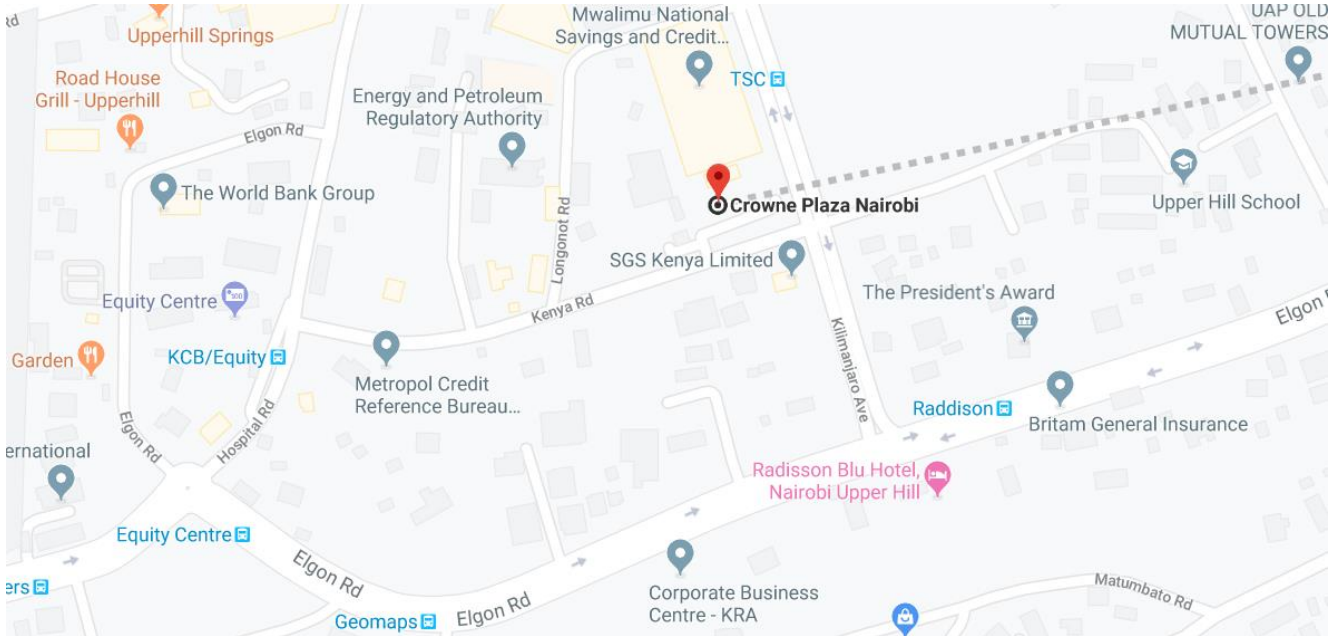 Rd
Upperhill Springs
Mwalimu National
Savings and Credit...
UAP OLD
MUTUAL TOWERS
Road House
Grill - Upperhill
TSC
Energy and Petroleum
Regulatory Authority
Elgon Rd
The World Bank Group
Crowne Plaza Nairobi
Upper Hill School
Longonot Rd
SGS Kenya Limited
Equity Centre
Kenya Rd
The President's Award
Elgon
KCB/Equity
Garden
Kilimanjaro Ave
Metropol Credit
Reference Bureau...
Raddison
Elgon Rd
Hospital Rd
Britam General Insurance
ernational
Radisson Blu Hotel,
Nairobi Upper Hill
Equity Centre
Elgon Rd
ers
Elgon Rd
Corporate Business
Centre - KRA
Matumbato Rd
Geomaps